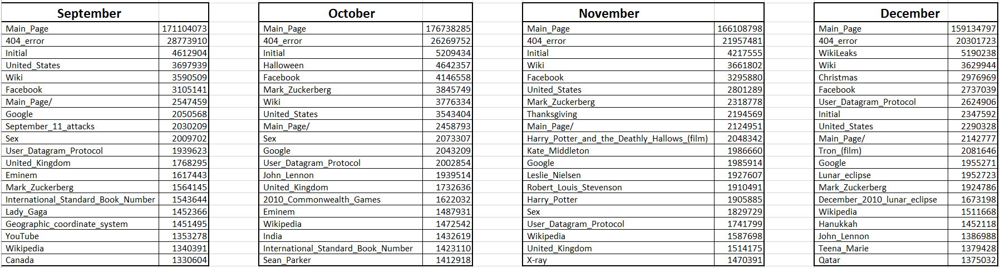 September October November December
Main_Page 171104073 Main_Page 176738285 Main_Page 166108798 Main_Page 159134797
404_error 28773910 404_error 26269752 404_error 21957481 404_error 20301723
Initial 4612904 Initial 5209434 Initial 4217555 WikiLeaks 5190238
United_States 3697939 Halloween 4642357 Wiki 3661802 Wiki 3629944
Wiki 3590509 Facebook 4146558 Facebook 3295880 Christmas 2976969
Facebook 3105141 Mark_Zuckerberg 3845749 United_States 2801289 Facebook 2737039
Main_Page/ 2547459 Wiki 3776334 Mark_Zuckerberg 2318778 User_Datagram_Protocol 2624906
Google 2050568 United_States 3543404 Thanksgiving 2194569 Initial 2347592
September_11_attacks 2030209 Main_Page/ 2458793 Main_Page/ 2124951 United_States 2290328
Sex 2009702 Sex 2073307 Harry_Potter_and_the_Deathly_Hallows_(film) 2048342 Main_Page/ 2142777
User_Datagram_Protocol 1939623 Google 2043209 Kate_Middleton 1986660 Tron_(film) 2081646
United_Kingdom 1768295 User_Datagram_Protocol 2002854 Google 1985914 Google 1955271
Eminem 1617443 John_Lennon 1939514 Leslie_Nielsen 1927607 Lunar_eclipse 1952723
Mark_Zuckerberg 1564145 United_Kingdom 1732636 Robert_Louis_Stevenson 1910491 Mark_Zuckerberg 1924786
International_Standard_Book_Number 1543644 2010_Commonwealth_Games 1622032 Harry_Potter 1905885 December_2010_lunar_eclipse 1673198
Lady_Gaga 1452366 Eminem 1487931 Sex 1829729 Wikipedia 1511668
Geographic_coordinate_system 1451495 Wikipedia 1472542 User_Datagram_Protocol 1741799 Hanukkah 1452118
YouTube 1353278 India 1432619 Wikipedia 1587698 John_Lennon 1386988
Wikipedia 1340391 International_Standard_Book_Number 1423110 United_Kingdom 1514175 Teena_Marie 1379428
Canada 1330604 Sean_Parker 1412918 X-ray 1470391 Qatar 1375032